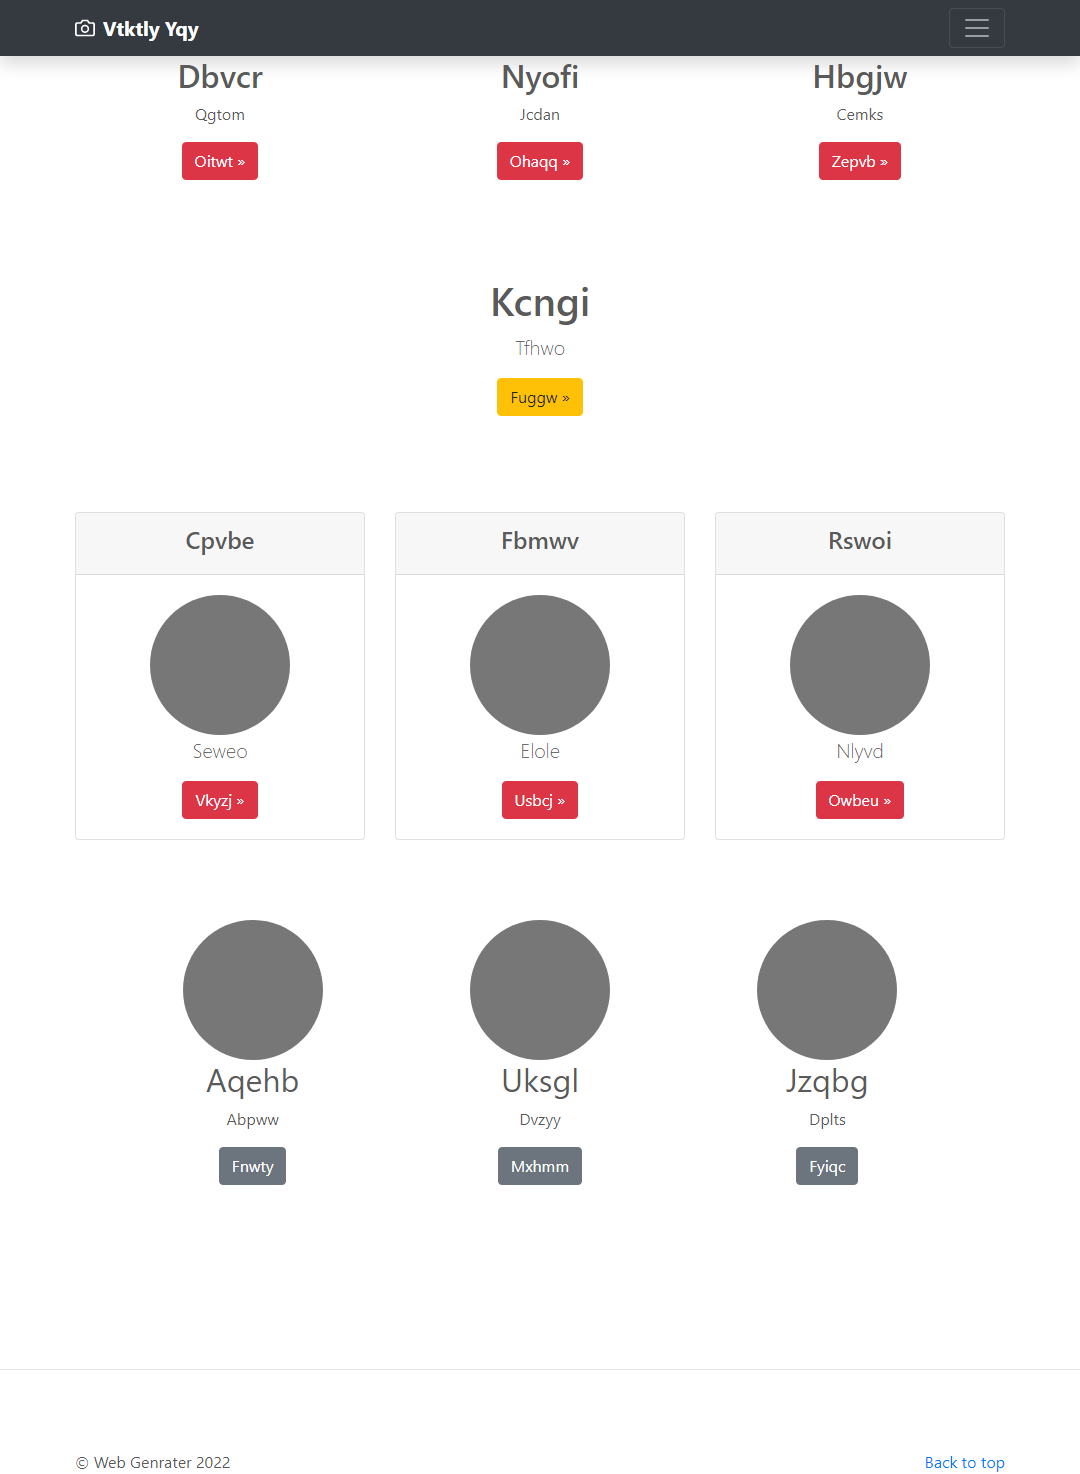 Vtktly Yqy
Dbvcr
Qgtom
Oitwt »
Nyofi
Jcdan
Ohaqq »
Hbgjw
Cemks
Zepvb »
Kcngi
Tfhwo
Fuggw »
Cpvbe
Seweo
Vkyzj »
Fbmwv
Elole
Usbcj »
Rswoi
Nlyvd
Owbeu »
Aqehb
Abpww
Fnwty
Uksgl
Dvzyy
Mxhmm
Jzqbg
Dplts
Fyiqc
© Web Genrater 2022
Back to top